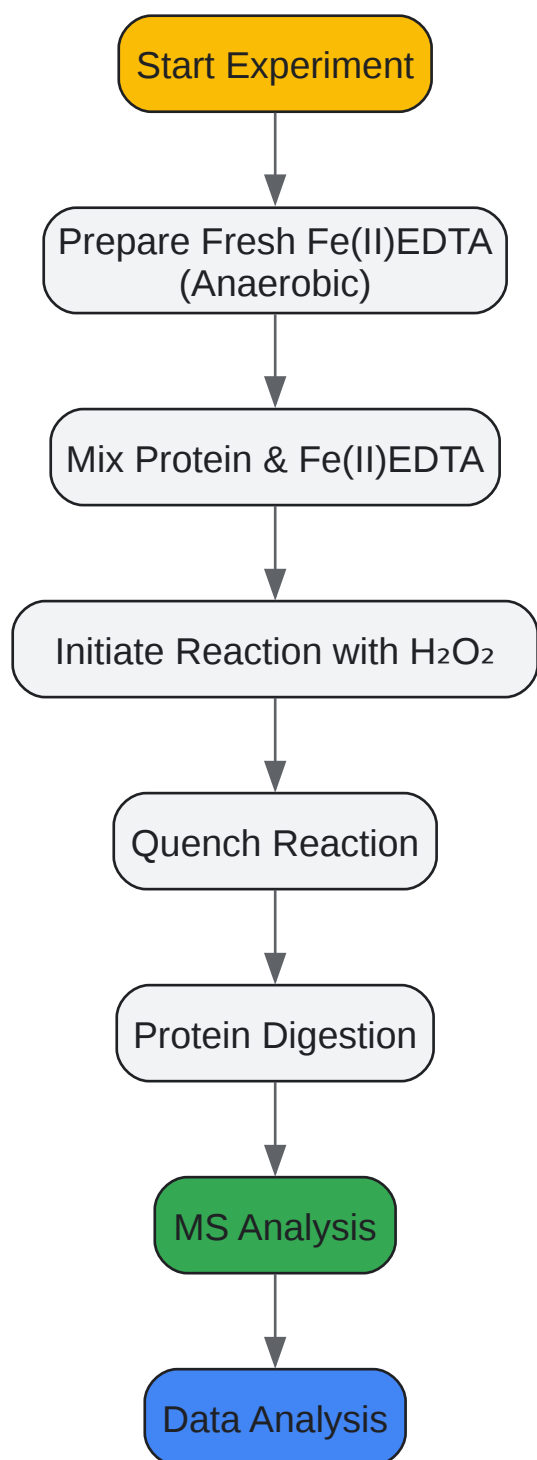 Start Experiment
Prepare Fresh Fe(II)EDTA
(Anaerobic)
Mix Protein & Fe(II)EDTA
Initiate Reaction with H₂O₂
Quench Reaction
Protein Digestion
MS Analysis
Data Analysis